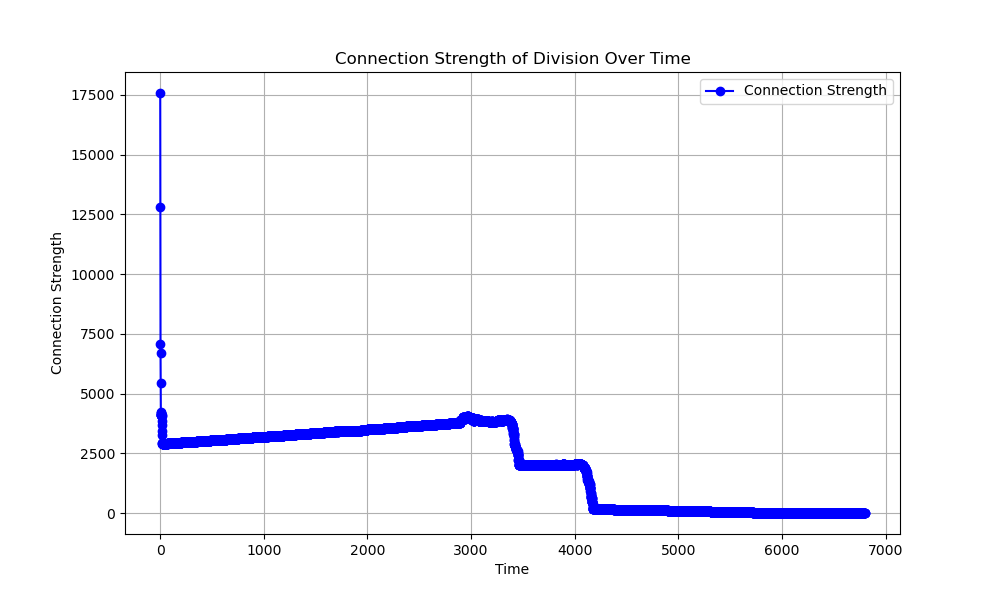 Connection Strength of Division Over Time
Connection Strength
17500
15000
12500
10000
7500
5000
2500
0
Connection Strength
0 1000 2000 3000 4000 5000 6000 7000
Time